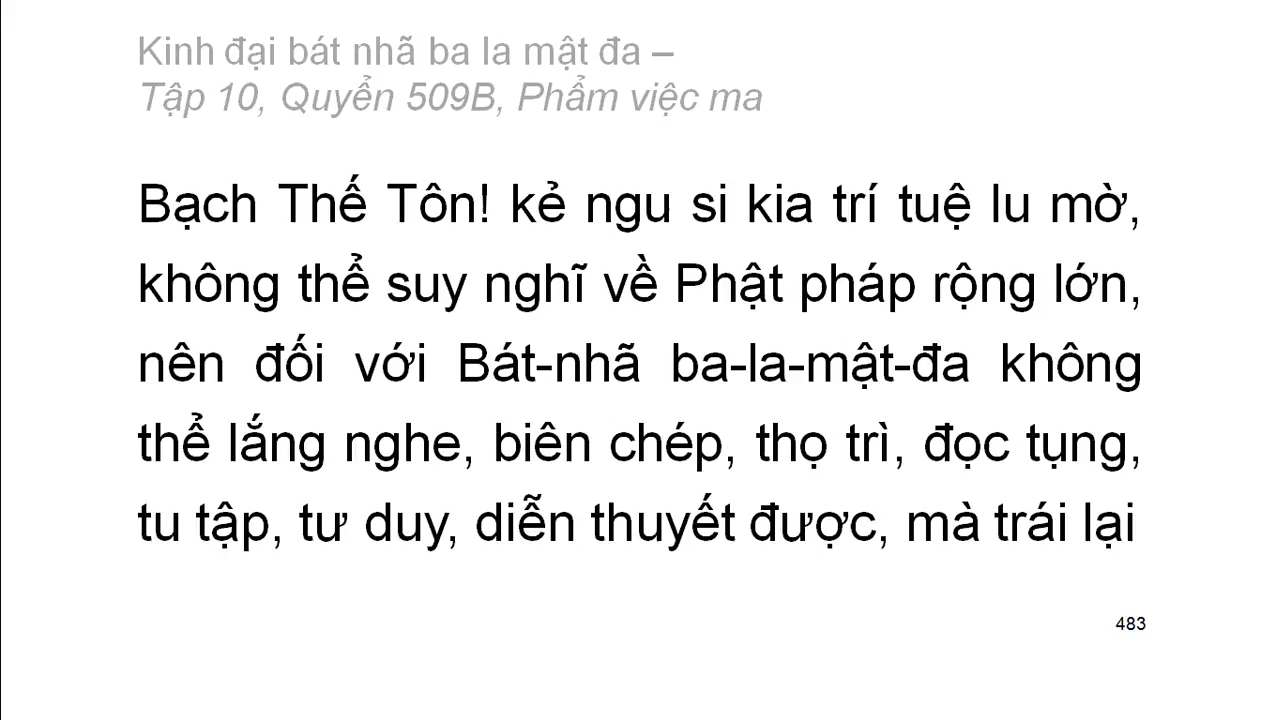 Kinh đại bát nhã ba la mật đa –
Tập 10, Quyển 509B, Phẩm việc ma
Bạch Thế Tôn! kẻ ngu si kia trí tuệ lu mờ,
không thể suy nghĩ về Phật pháp rộng lớn,
nên đối với Bát-nhã ba-la-mật-đa không
thể lắng nghe, biên chép, thọ trì, đọc tụng,
tu tập, tư duy, diễn thuyết được, mà trái lại
483